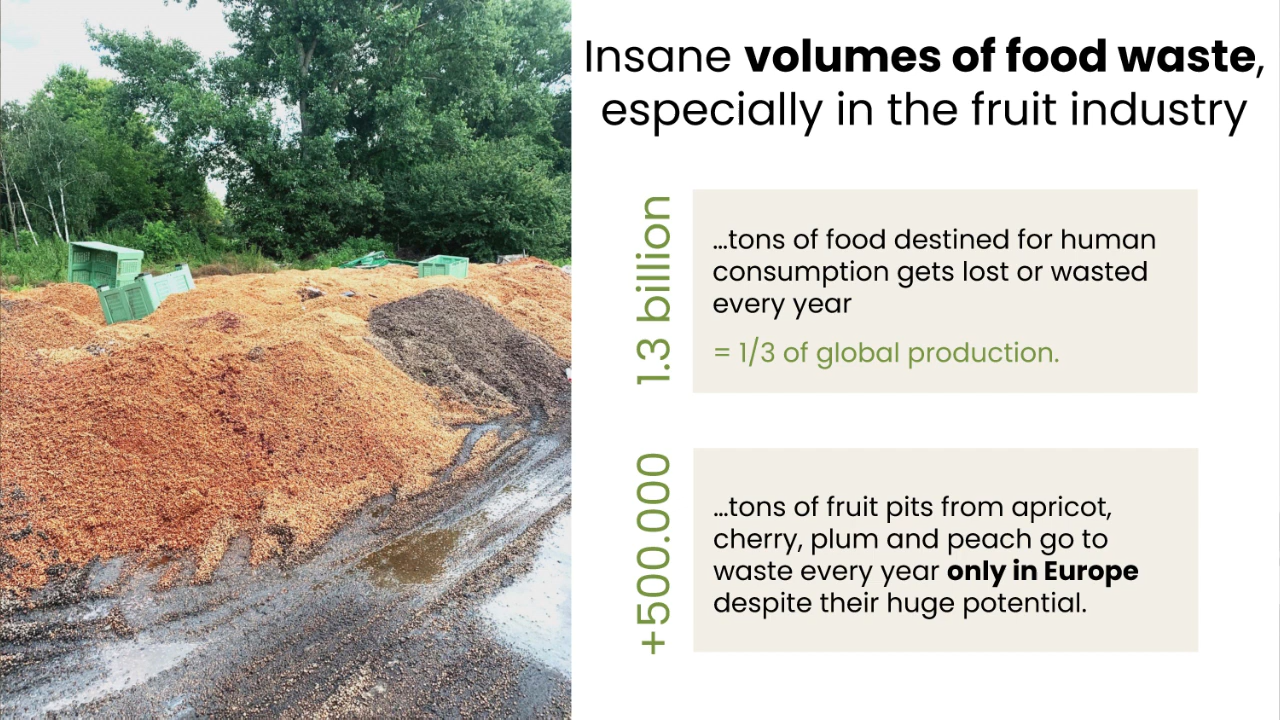 Insane volumes of food waste,
especially in the fruit industry
1.3 billion
...tons of food destined for human
consumption gets lost or wasted
every year
= 1/3 of global production.
+500.000
...tons of fruit pits from apricot,
cherry, plum and peach go to
waste every year only in Europe
despite their huge potential.